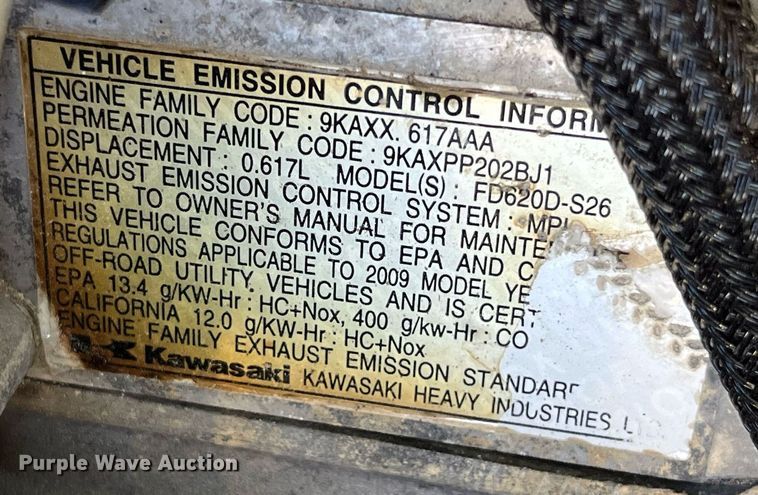 VEHICLE EMISSION CONTROL INFORM
ENGINE FAMILY CODE : 9KAXX. 617AAA
PERMEATION FAMILY CODE : 9KAXPP202BJ1
DISPLACEMENT : 0.617L MODEL(S) : FD620D-S26
EXHAUST EMISSION CONTROL SYSTEM : MPI
REFER TO OWNER'S MANUAL FOR MAINTE
THIS VEHICLE CONFORMS TO EPA AND C
REGULATIONS APPLICABLE TO 2009 MODEL YE
OFF-ROAD UTILITY VEHICLES AND IS CERT
EPA 13.4 g/KW-Hr : HC+Nox, 400 g/kw-Hr : CO
CALIFORNIA 12.0 g/KW-Hr : HC+Nox
ENGINE FAMILY EXHAUST EMISSION STANDARD
Kawasaki KAWASAKI HEAVY INDUSTRIES LTD
Purple Wave Auction